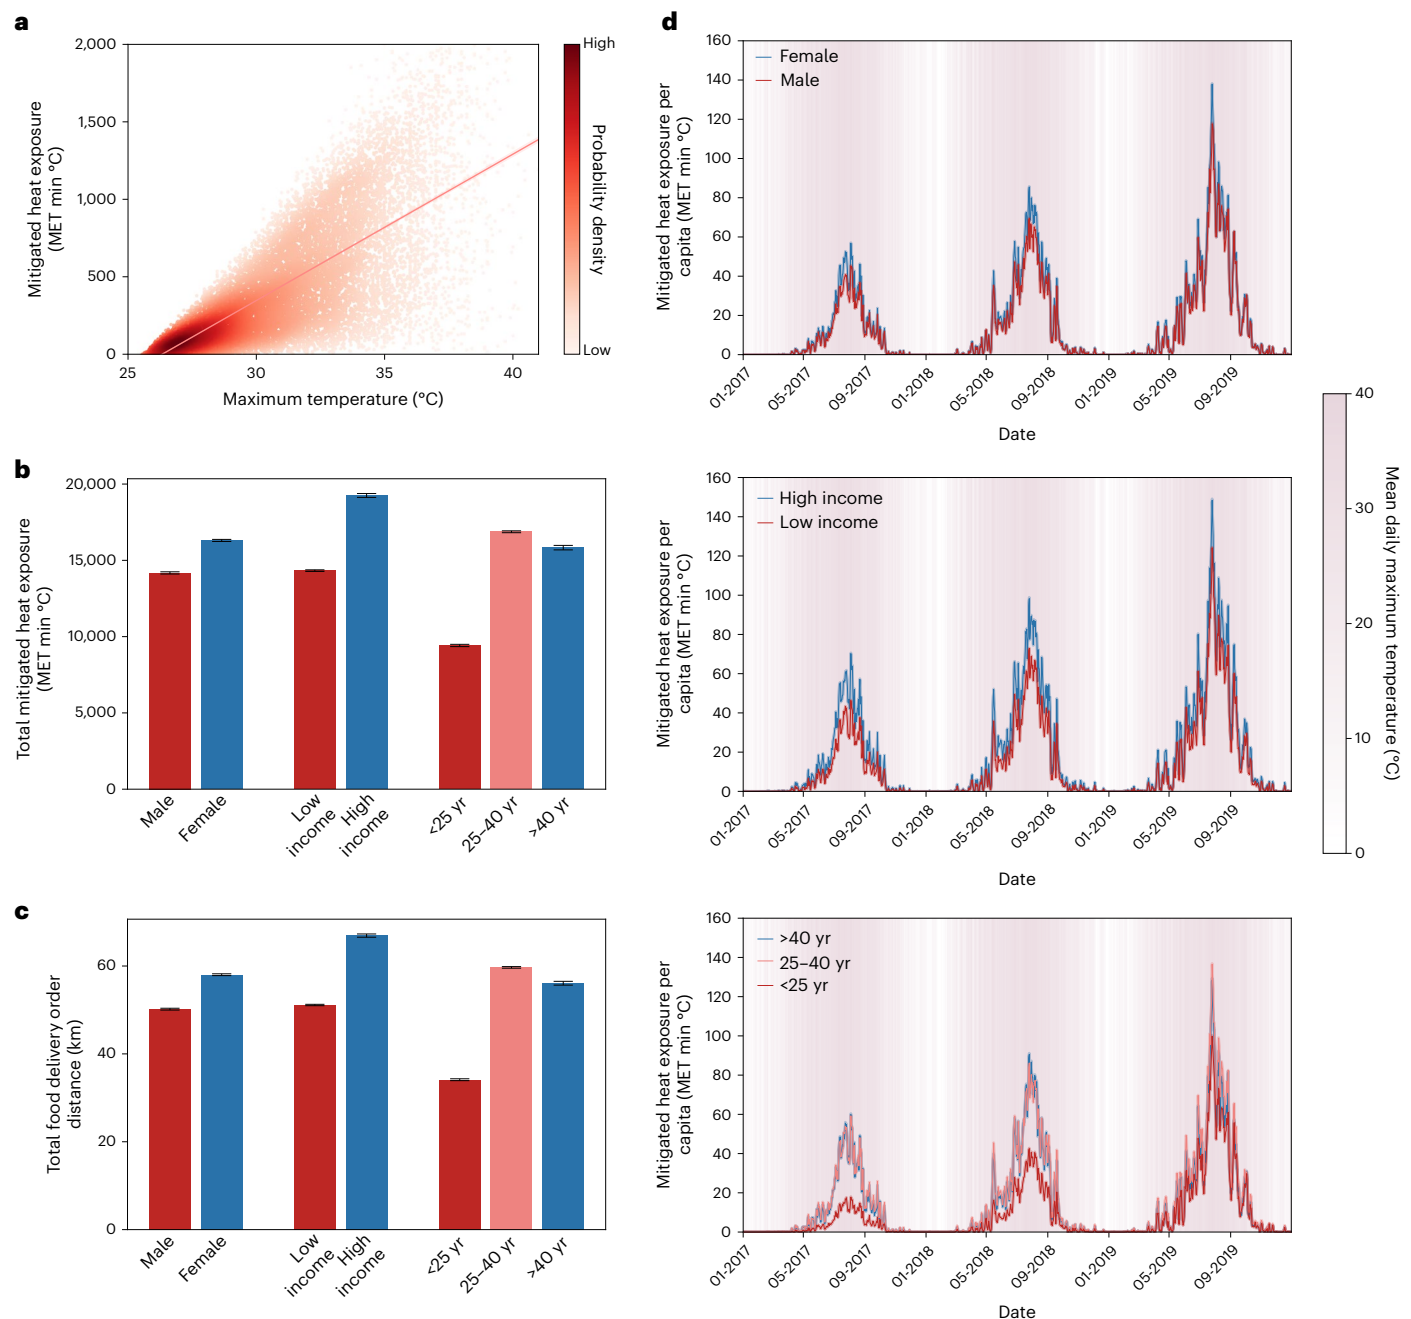 a
2,000
1,500
1,000
500
0
25
30
35
40
Maximum temperature (°C)
Mitigated heat exposure
(MET min °C)
High
Low
Probability density
b
20,000
15,000
10,000
5,000
0
Total mitigated heat exposure
(MET min °C)
Male
Female
Low
income
High
income
<25 yr
25–40 yr
>40 yr
c
60
40
20
0
Total food delivery order
distance (km)
Male
Female
Low
income
High
income
<25 yr
25–40 yr
>40 yr
d
160
140
120
100
80
60
40
20
0
Mitigated heat exposure per
capita (MET min °C)
Female
Male
01-2017
05-2017
09-2017
01-2018
05-2018
09-2018
01-2019
05-2019
09-2019
Date
160
140
120
100
80
60
40
20
0
Mitigated heat exposure per
capita (MET min °C)
High income
Low income
01-2017
05-2017
09-2017
01-2018
05-2018
09-2018
01-2019
05-2019
09-2019
Date
160
140
120
100
80
60
40
20
0
Mitigated heat exposure per
capita (MET min °C)
>40 yr
25–40 yr
<25 yr
01-2017
05-2017
09-2017
01-2018
05-2018
09-2018
01-2019
05-2019
09-2019
Date
40
30
20
10
0
Mean daily maximum temperature (°C)